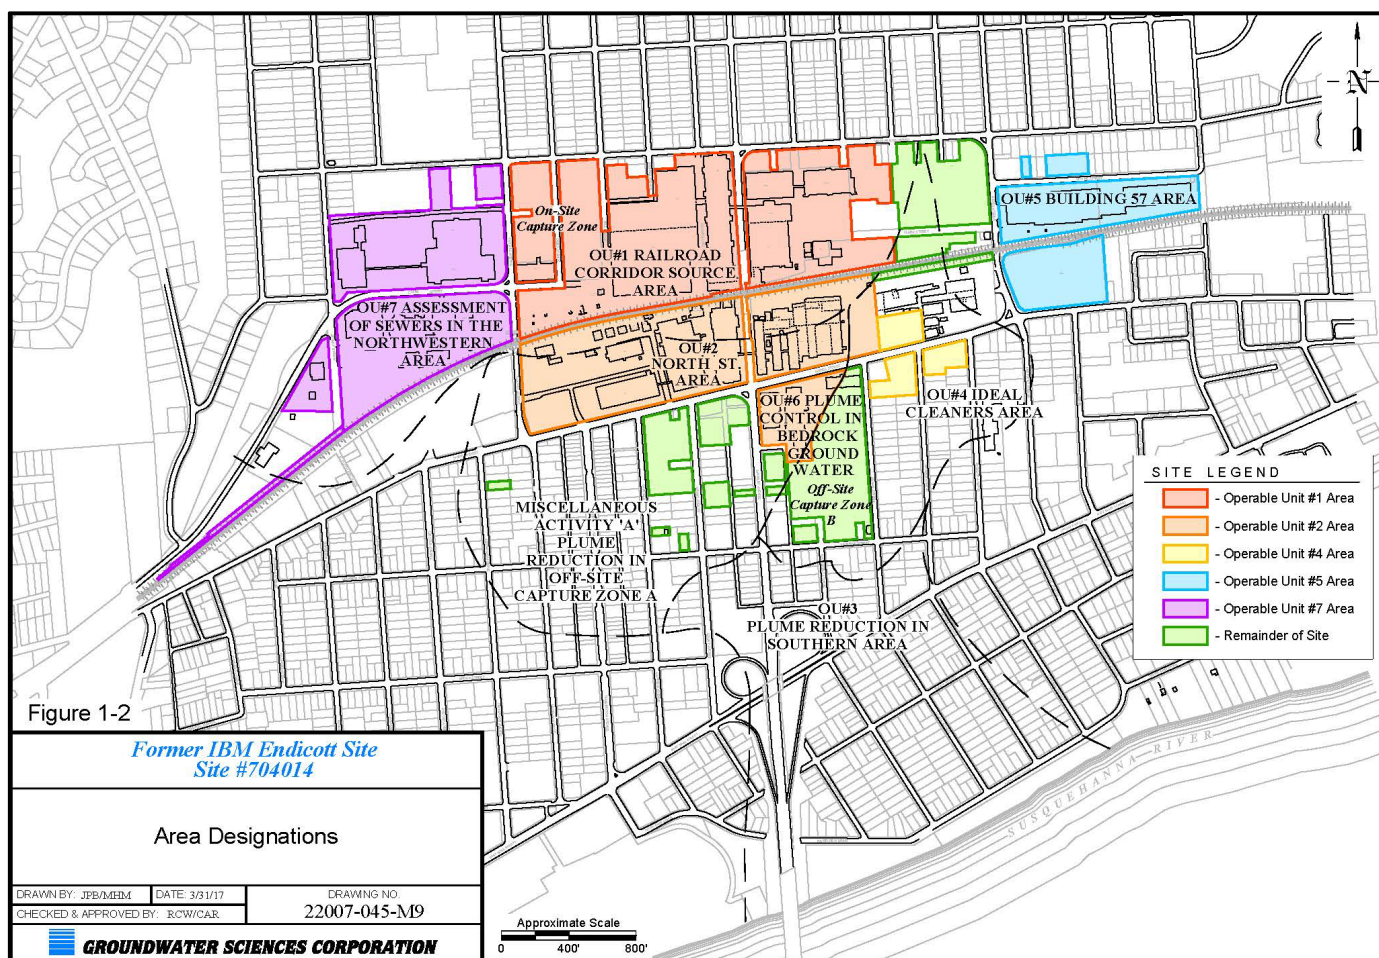 N
On-Site
Capture Zone
OU#1 RAILROAD
CORRIDOR SOURCE
AREA
OU#5 BUILDING 57 AREA
OU#7 ASSESSMENT
OF SEWERS IN THE
NORTHWESTERN
AREA
OU#2
NORTH ST.
AREA
OU#6 PLUME
CONTROL IN
BEDROCK
GROUND
WATER
OU#4 IDEAL
CLEANERS AREA
Off-Site
Capture Zone
B
MISCELLANEOUS
ACTIVITY 'A'
PLUME
REDUCTION IN
OFF-SITE
CAPTURE ZONE A
OU#3
PLUME REDUCTION IN
SOUTHERN AREA
SITE LEGEND
- Operable Unit #1 Area
- Operable Unit #2 Area
- Operable Unit #4 Area
- Operable Unit #5 Area
- Operable Unit #7 Area
- Remainder of Site
SUSQUEHANNA RIVER
Figure 1-2
Former IBM Endicott Site
Site #704014
Area Designations
DRAWN BY: JPB/MHM
DATE: 3/31/17
DRAWING NO.
CHECKED & APPROVED BY: RCW/CAR
22007-045-M9
GROUNDWATER SCIENCES CORPORATION
Approximate Scale
0 400' 800'